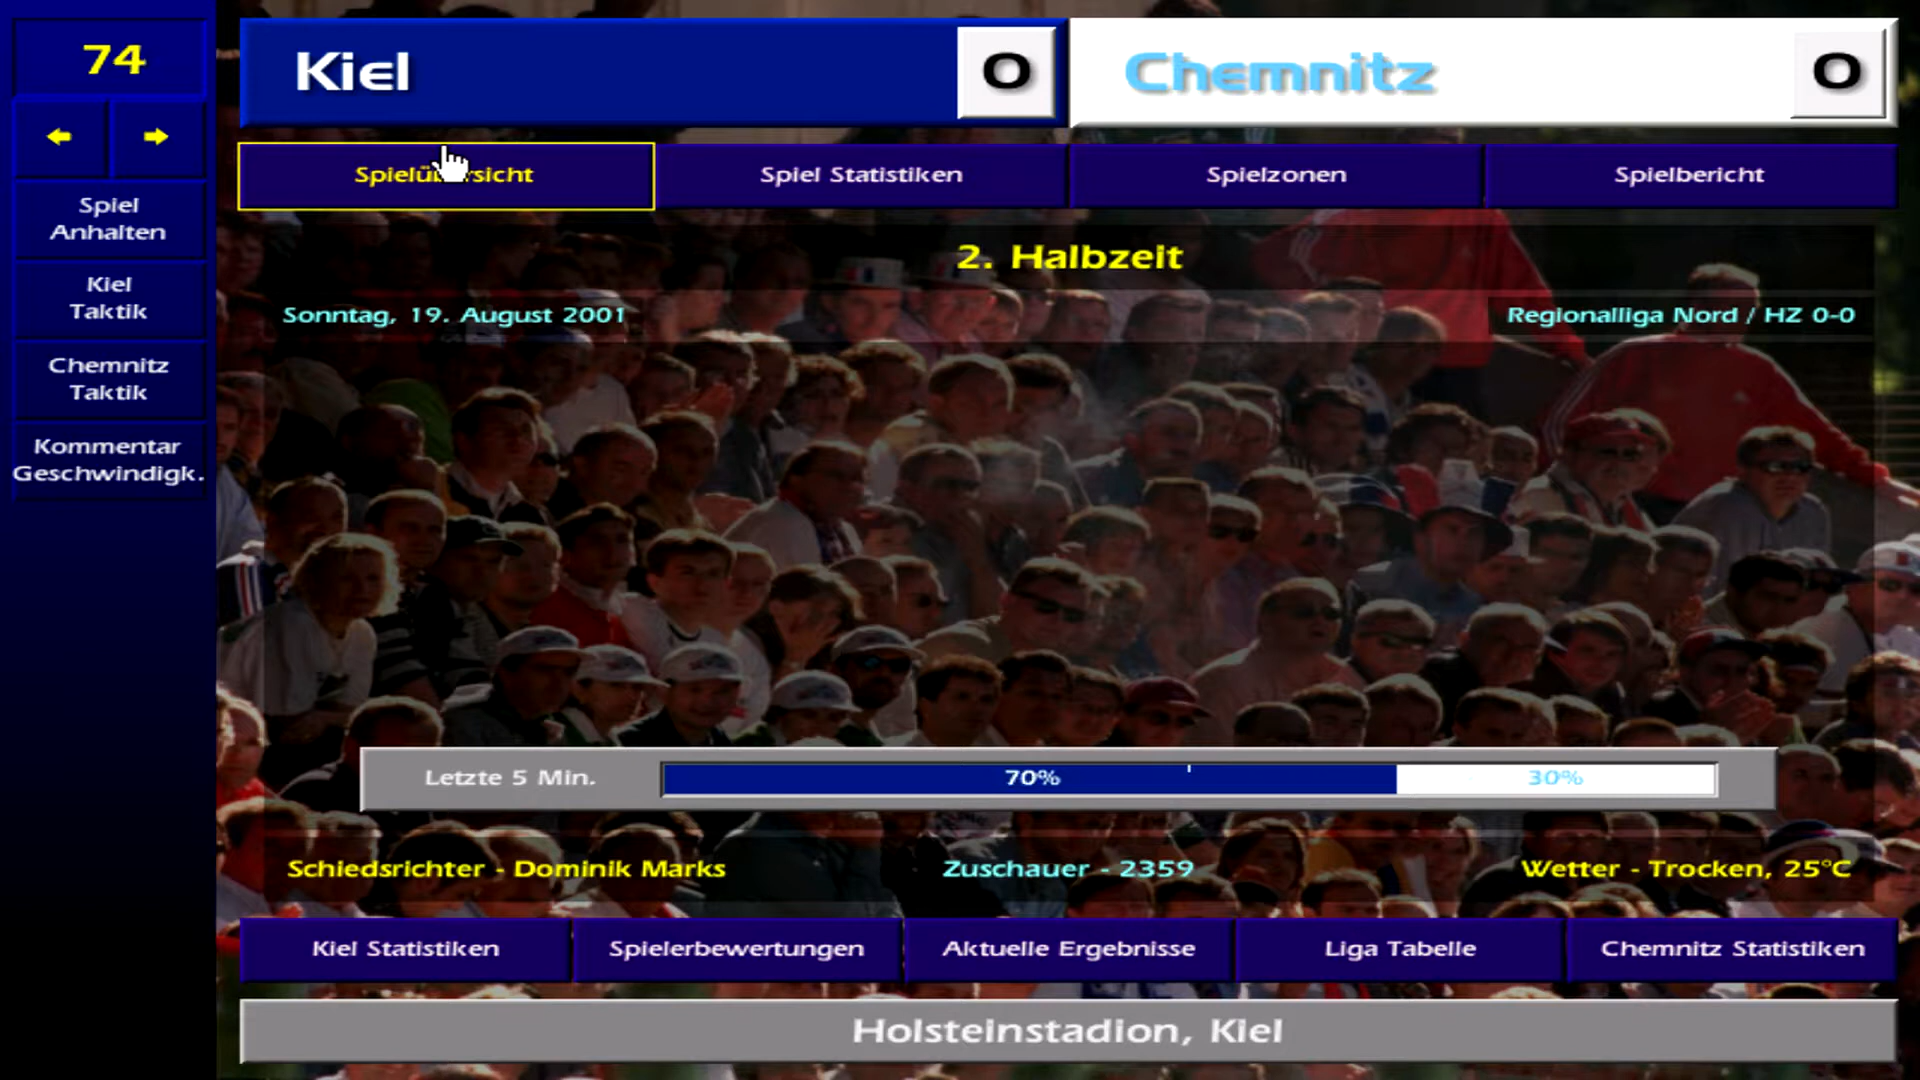 74
Kiel
0
Chemnitz
0
Spielübersicht
Spiel Statistiken
Spielzonen
Spielbericht
Spiel
Anhalten
Kiel
Taktik
Chemnitz
Taktik
Kommentar
Geschwindigk.
2. Halbzeit
Sonntag, 19. August 2001
Regionalliga Nord / HZ 0-0
Letzte 5 Min.
70%
30%
Schiedsrichter - Dominik Marks
Zuschauer - 2359
Wetter - Trocken, 25°C
Kiel Statistiken
Spielerbewertungen
Aktuelle Ergebnisse
Liga Tabelle
Chemnitz Statistiken
Holsteinstadion, Kiel